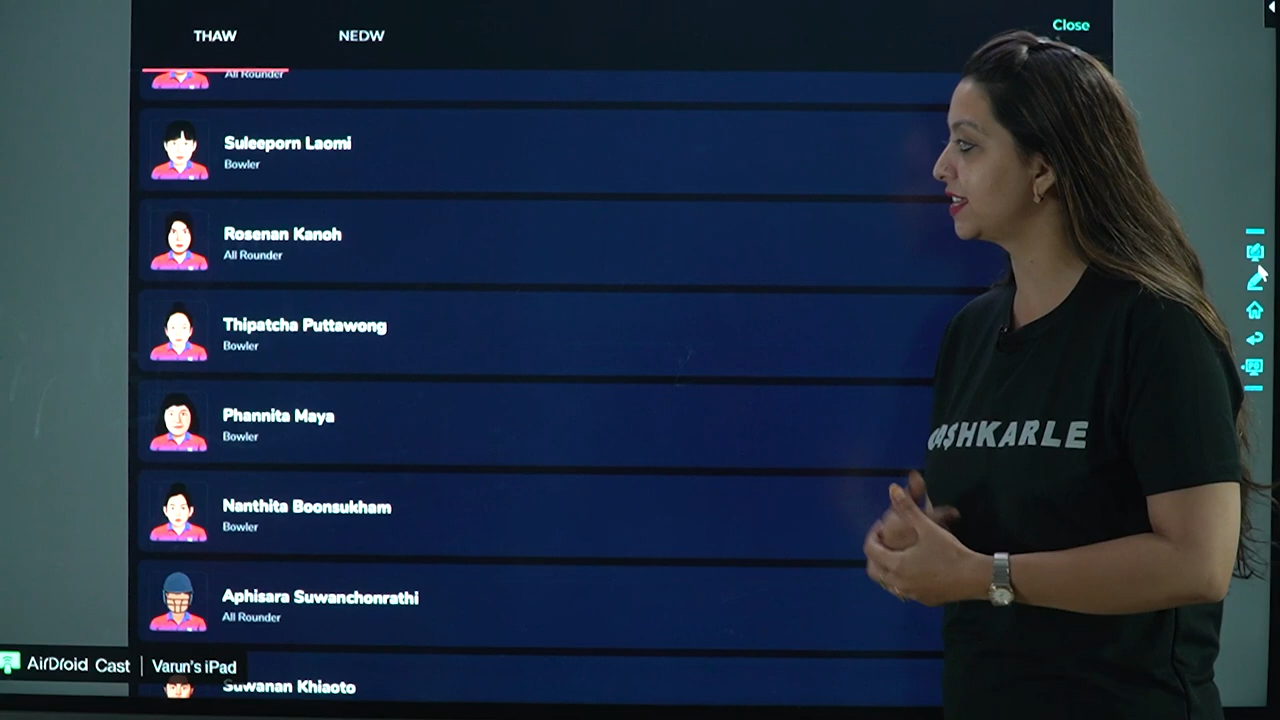 THAW NEDW Close
All Rounder
Suleeporn Laomi
Bowler
Rosenan Kanoh
All Rounder
Thipatcha Puttawong
Bowler
Phannita Maya
Bowler
Nanthita Boonsukham
Bowler
Aphisara Suwanchonrathi
All Rounder
Suwanan Khiaoto
AirDroid Cast | Varun's iPad
CASHKARLE